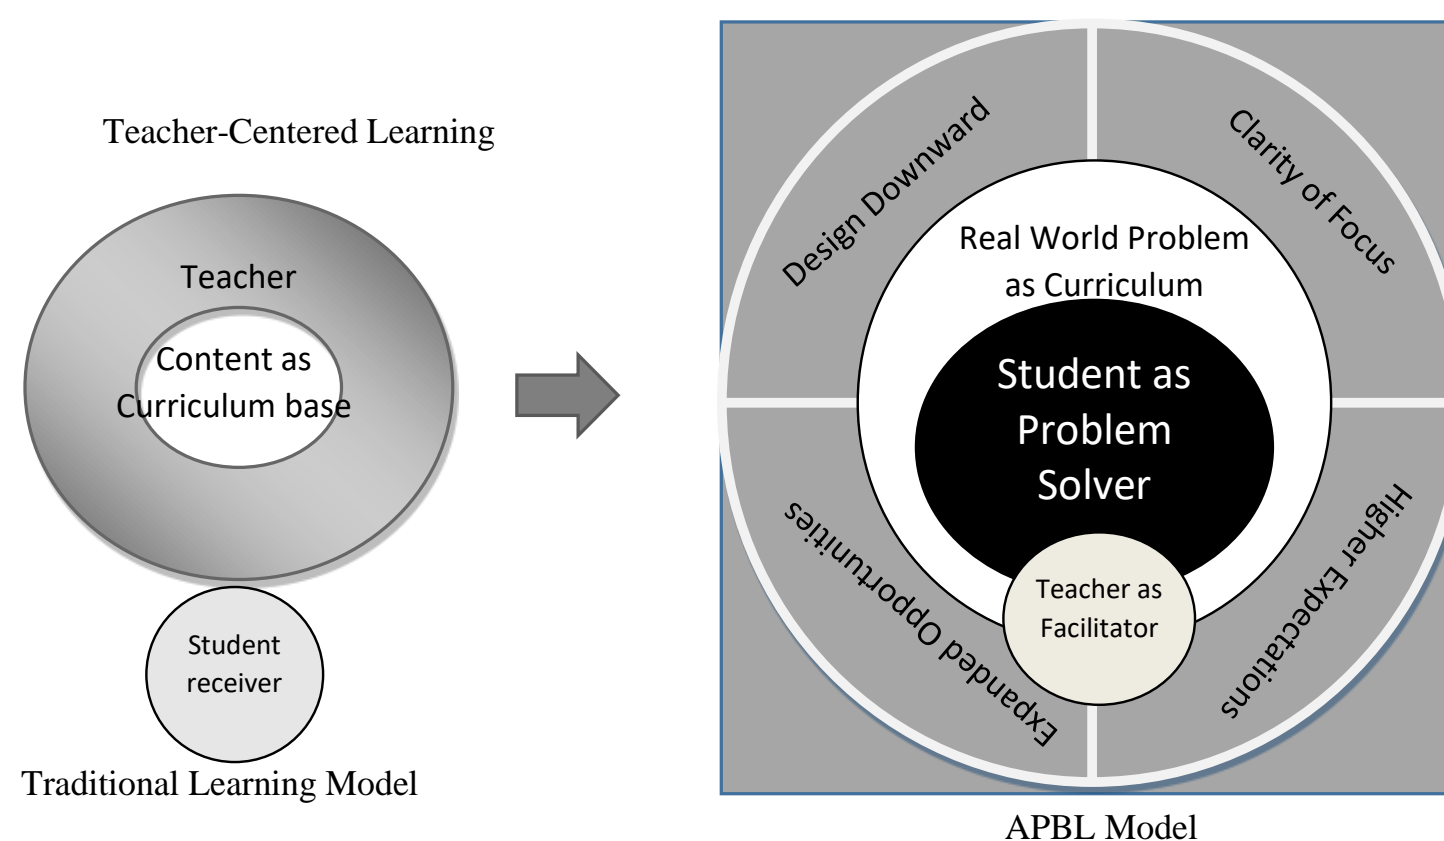 Teacher-Centered Learning
Teacher
Content as
Curriculum base
Student
receiver
Traditional Learning Model
Design Downward
Clarity of Focus
Real World Problem
as Curriculum
Student as
Problem
Solver
Teacher as
Facilitator
Expanded Opportunities
Higher Expectations
APBL Model